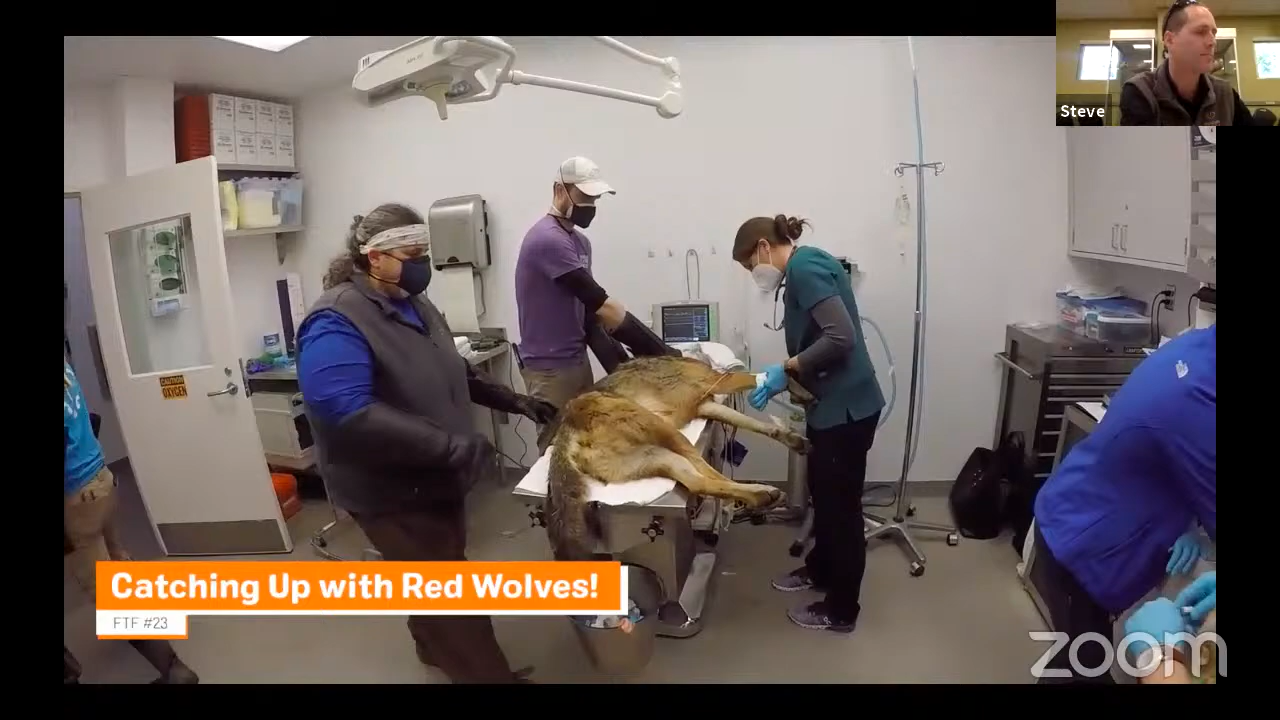 Steve
CAUTION
OXYGEN
Catching Up with Red Wolves!
FTF #23
zoom